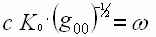 c K₀·(g₀₀)^-½ = ω